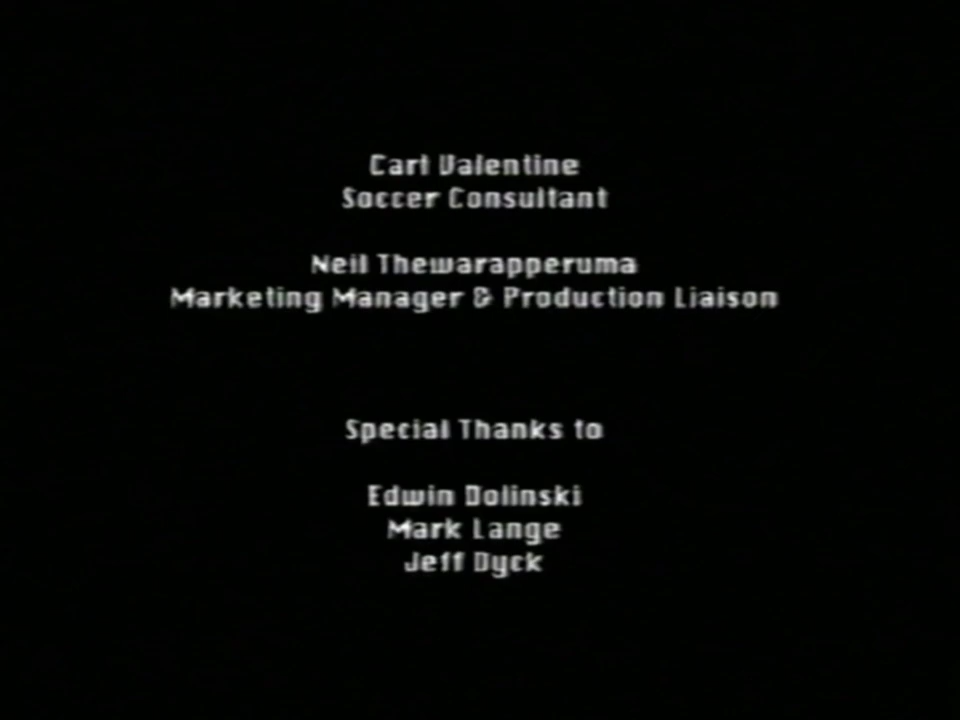 Carl Valentine
Soccer Consultant
Neil Thewarapperuma
Marketing Manager & Production Liaison
Special Thanks to
Edwin Dolinski
Mark Lange
Jeff Dyck